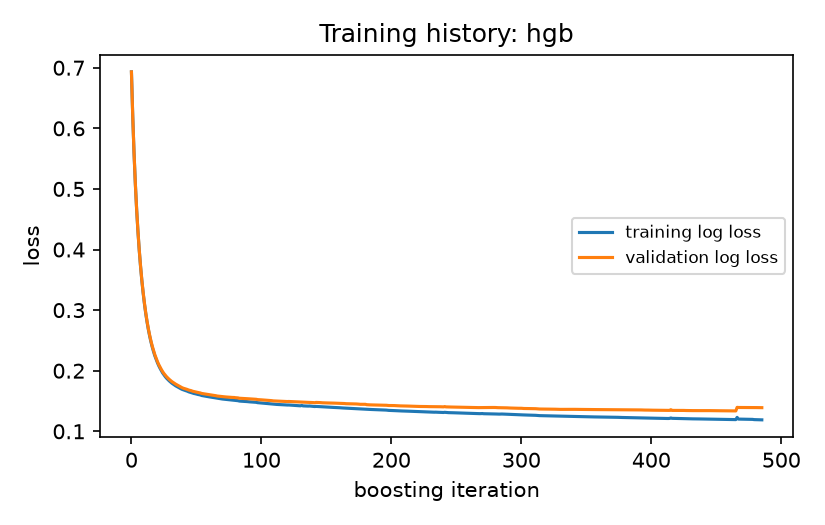 Training history: hgb
0.7
0.6
0.5
0.4
0.3
0.2
0.1
loss
training log loss
validation log loss
0 100 200 300 400 500
boosting iteration